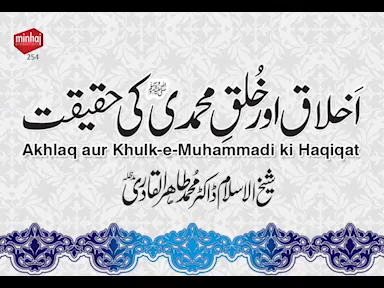 minhaj
254
اَخلاق اور خُلقِ محمدی ﷺ کی حقیقت
Akhlaq aur Khulk-e-Muhammadi ki Haqiqat
شیخ الاسلام ڈاکٹر محمد طاہر القادری